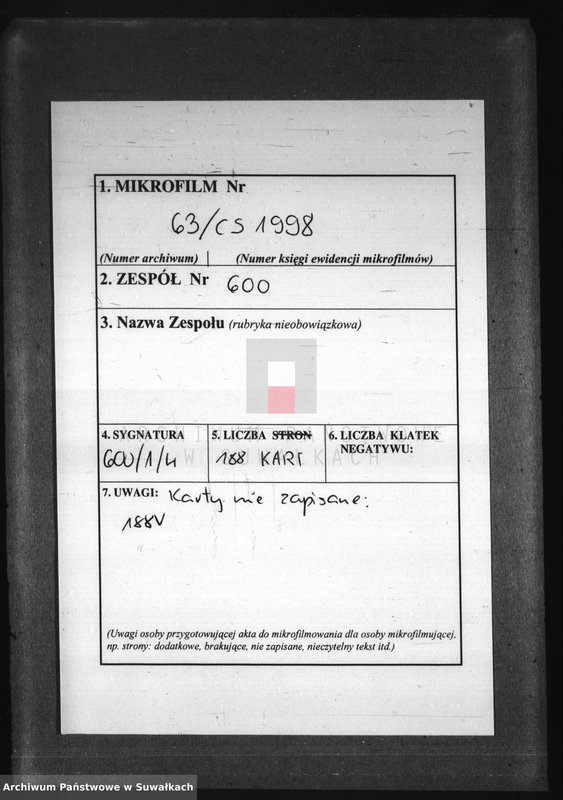 1. MIKROFILM Nr
63/CS 1998
(Numer archiwum) | (Numer księgi ewidencji mikrofilmów)
2. ZESPÓŁ Nr 600
3. Nazwa Zespołu (rubryka nieobowiązkowa)
4. SYGNATURA
600/1/4
5. LICZBA STRON
188 KART
6. LICZBA KLATEK
NEGATYWU:
7. UWAGI: Karty nie zapisane:
188V
(Uwagi osoby przygotowującej akta do mikrofilmowania dla osoby mikrofilmującej,
np. strony: dodatkowe, brakujące, nie zapisane, nieczytelny tekst itd.)
Archiwum Państwowe w Suwałkach